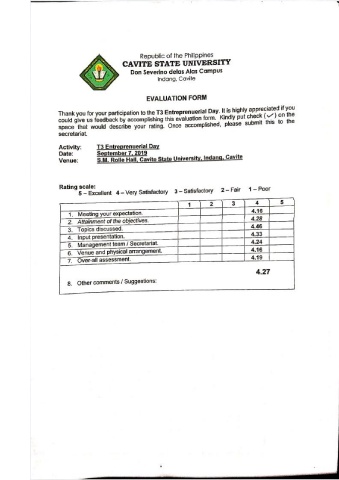 Republic of the Philippines
CAVITE STATE UNIVERSITY
Don Severino delas Alas Campus
Indang, Cavite
EVALUATION FORM
Thank you for your participation to the T3 Entreprenuerial Day. It is highly appreciated if you
could give us feedback by accomplishing this evaluation form. Kindly put check (✓) on the
space that would describe your rating. Once accomplished, please submit this to the
secretariat.
Activity: T3 Entreprenuerial Day
Date: September 7, 2019
Venue: S.M. Rolle Hall, Cavite State University, Indang, Cavite
Rating scale:
5 – Excellent 4 – Very Satisfactory 3 – Satisfactory 2 – Fair 1 – Poor
1 2 3 4 5
1. Meeting your expectation. 4.16
2. Attainment of the objectives. 4.28
3. Topics discussed. 4.46
4. Input presentation. 4.33
5. Management team / Secretariat. 4.24
6. Venue and physical arrangement. 4.16
7. Over-all assessment. 4.19
4.27
8. Other comments / Suggestions: